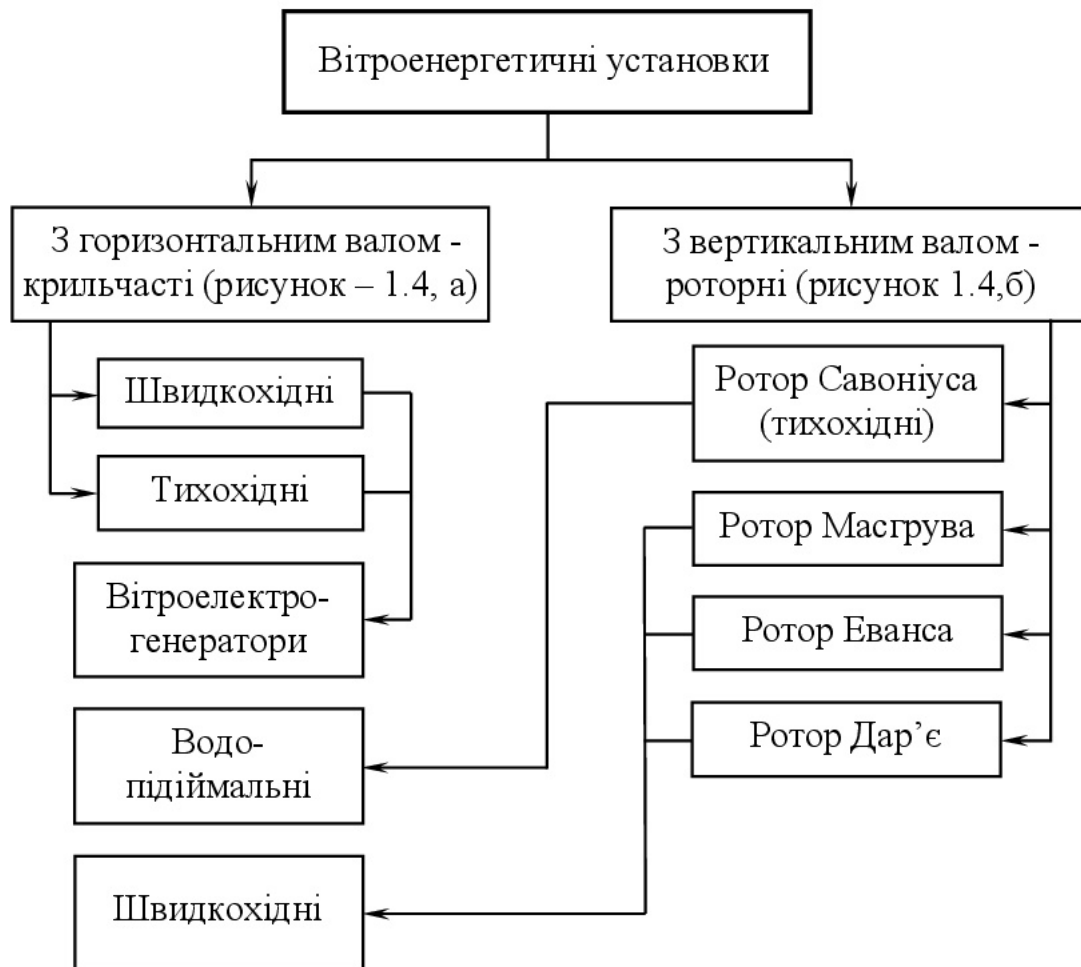 Вітроенергетичні установки
З горизонтальним валом -
крильчасті (рисунок – 1.4, а)
З вертикальним валом -
роторні (рисунок 1.4,б)
Швидкохідні
Тихохідні
Вітроелектро-
генератори
Водо-
підіймальні
Швидкохідні
Ротор Савоніуса
(тихохідні)
Ротор Масгрува
Ротор Еванса
Ротор Дар’є